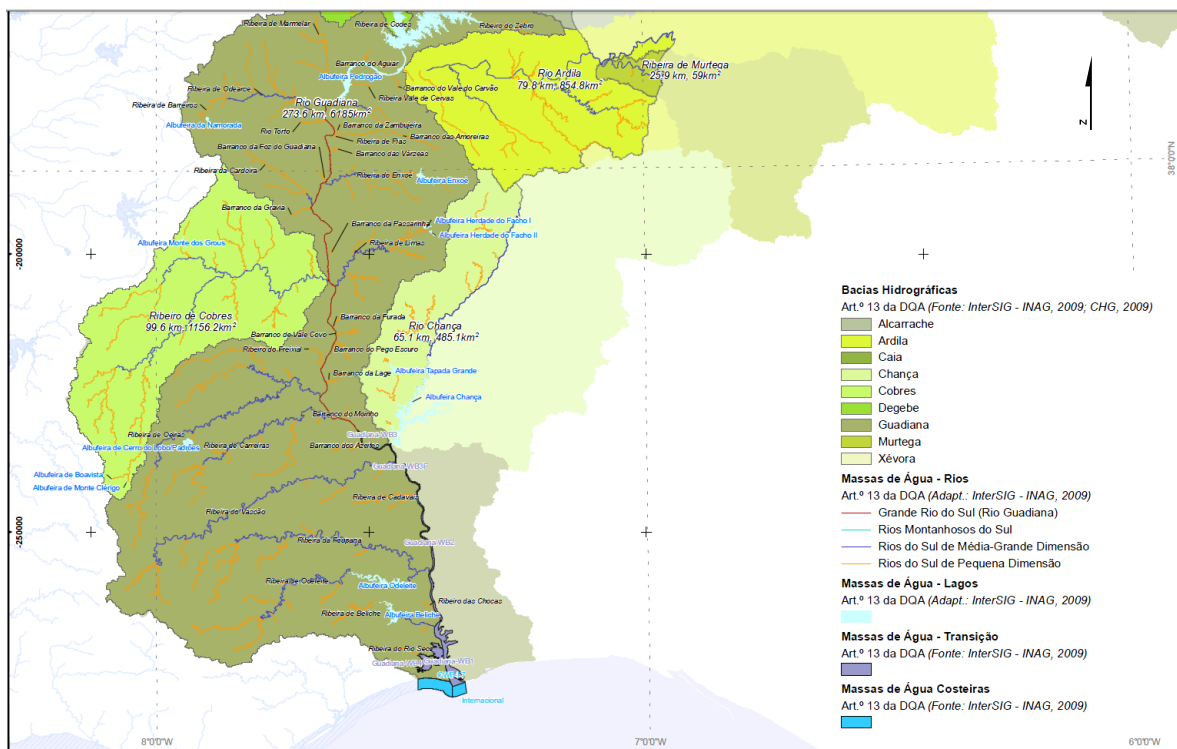 Ribeira de Marmelar
Ribeira de Codes
Ribeiro do Zebro
Barranco do Aguiar
Albufeira Pedrogão
Ribeira de Murtega
25.9 km, 59km²
Rio Ardila
79.8 km, 854.8km²
Ribeira de Odearce
Barranco do Vale do Carvão
Ribeira Vale de Cervas
Rio Guadiana
273.6 km, 6185km²
Ribeira de Barreiros
Albufeira da Namorada
Rio Torto
Barranco da Zambujeira
Ribeira de Pias
Barranco das Amoreiras
Barranco da Foz do Guadiana
Barranco das Várzeas
Ribeira da Cardeira
Ribeira do Enxoé
Albufeira Enxoé
38°0'0"N
Barranco da Gravia
Barranco da Passarinha
Albufeira Herdade do Facho I
Albufeira Herdade do Facho II
Albufeira Monte dos Grous
Ribeira de Limas
-200000
Ribeiro de Cobres
99.6 km, 1156.2km²
Barranco da Furada
Rio Chança
65.1 km, 485.1km²
Barranco de Vale Covo
Ribeira do Freixial
Barranco do Pego Escuro
Barranco da Lage
Albufeira Tapada Grande
Albufeira Chança
Barranco do Moinho
Ribeira de Oeiras
Guadiana-WB3
Albufeira de Cerro do Lobo
Padrões
Ribeira de Carreiras
Barranco dos Azeites
Guadiana-WB3F
Albufeira de Boavista
Albufeira de Monte Clérigo
Ribeira de Cadavais
Ribeira de Vascão
-250000
Ribeira da Foupana
Guadiana-WB2
Ribeira de Odeleite
Albufeira Odeleite
Ribeira das Chocas
Ribeira de Beliche
Albufeira Beliche
Ribeira do Rio Seco
Guadiana-WB1
Internacional
8°0'0"W
7°0'0"W
6°0'0"W
N
Bacias Hidrográficas
Art.º 13 da DQA (Fonte: InterSIG - INAG, 2009; CHG, 2009)
Alcarrache
Ardila
Caia
Chança
Cobres
Degebe
Guadiana
Murtega
Xévora
Massas de Água - Rios
Art.º 13 da DQA (Adapt.: InterSIG - INAG, 2009)
Grande Rio do Sul (Rio Guadiana)
Rios Montanhosos do Sul
Rios do Sul de Média-Grande Dimensão
Rios do Sul de Pequena Dimensão
Massas de Água - Lagos
Art.º 13 da DQA (Adapt.: InterSIG - INAG, 2009)
Massas de Água - Transição
Art.º 13 da DQA (Fonte: InterSIG - INAG, 2009)
Massas de Água Costeiras
Art.º 13 da DQA (Fonte: InterSIG - INAG, 2009)